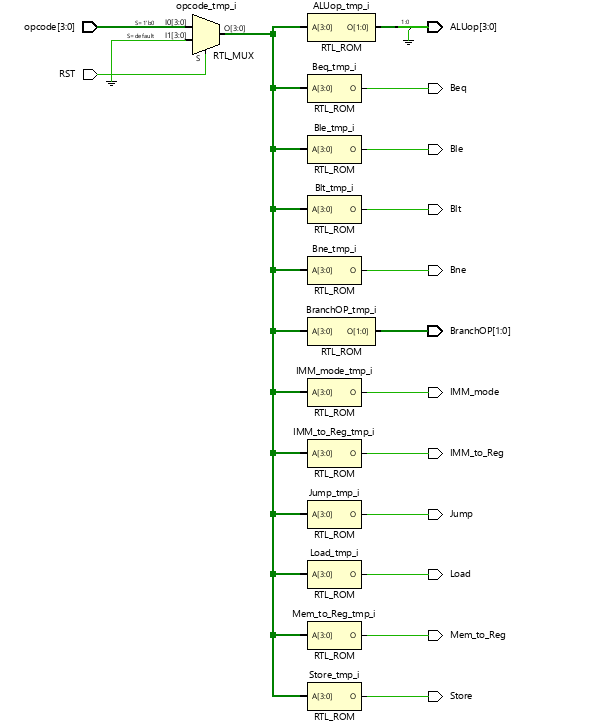 opcode_tmp_i
opcode[3:0]
S=1'b0
I0[3:0]
S=default
I1[3:0]
O[3:0]
S
RTL_MUX
RST
ALUop_tmp_i
A[3:0] O[1:0]
RTL_ROM
1:0
ALUop[3:0]
Beq_tmp_i
A[3:0] O
RTL_ROM
Beq
Ble_tmp_i
A[3:0] O
RTL_ROM
Ble
Blt_tmp_i
A[3:0] O
RTL_ROM
Blt
Bne_tmp_i
A[3:0] O
RTL_ROM
Bne
BranchOP_tmp_i
A[3:0] O[1:0]
RTL_ROM
BranchOP[1:0]
IMM_mode_tmp_i
A[3:0] O
RTL_ROM
IMM_mode
IMM_to_Reg_tmp_i
A[3:0] O
RTL_ROM
IMM_to_Reg
Jump_tmp_i
A[3:0] O
RTL_ROM
Jump
Load_tmp_i
A[3:0] O
RTL_ROM
Load
Mem_to_Reg_tmp_i
A[3:0] O
RTL_ROM
Mem_to_Reg
Store_tmp_i
A[3:0] O
RTL_ROM
Store